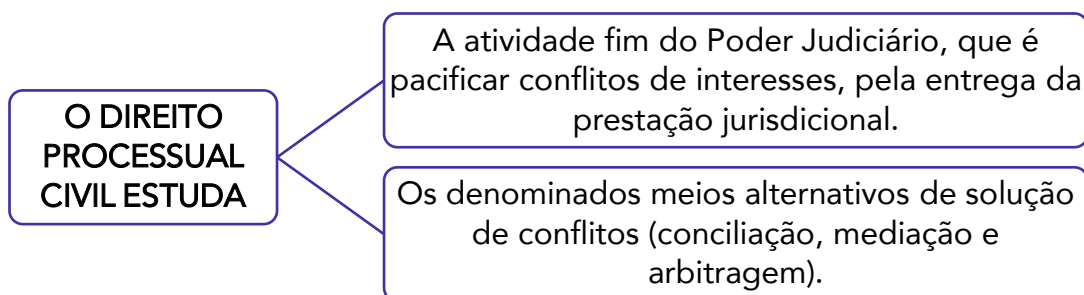 O DIREITO
PROCESSUAL
CIVIL ESTUDA
A atividade fim do Poder Judiciário, que é
pacificar conflitos de interesses, pela entrega da
prestação jurisdicional.
Os denominados meios alternativos de solução
de conflitos (conciliação, mediação e
arbitragem).